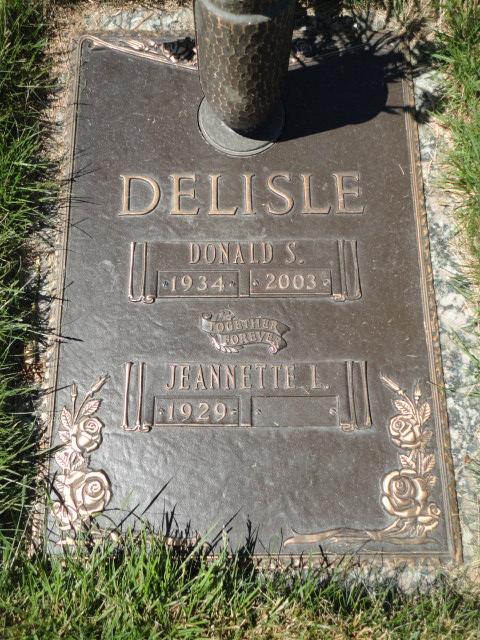 DELISLE
DONALD S.
1934 2003
TOGETHER
FOREVER
JEANNETTE L.
1929